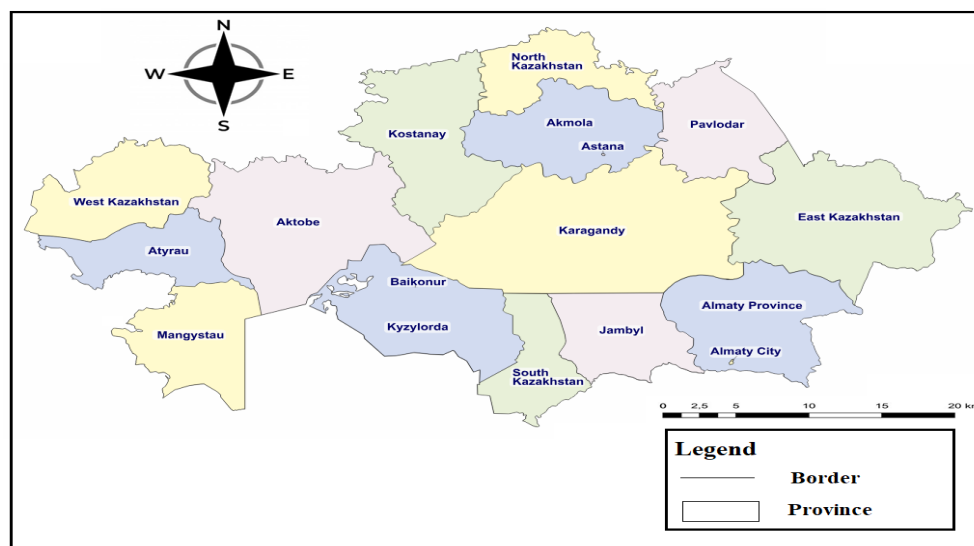 N
W
E
S
North
Kazakhstan
Kostanay
Akmola
Astana
Pavlodar
West Kazakhstan
Aktobe
East Kazakhstan
Karagandy
Atyrau
Baikonur
Kyzylorda
Mangystau
South
Kazakhstan
Jambyl
Almaty Province
Almaty City
0 2,5 5 10 15 20 km
Legend
Border
Province